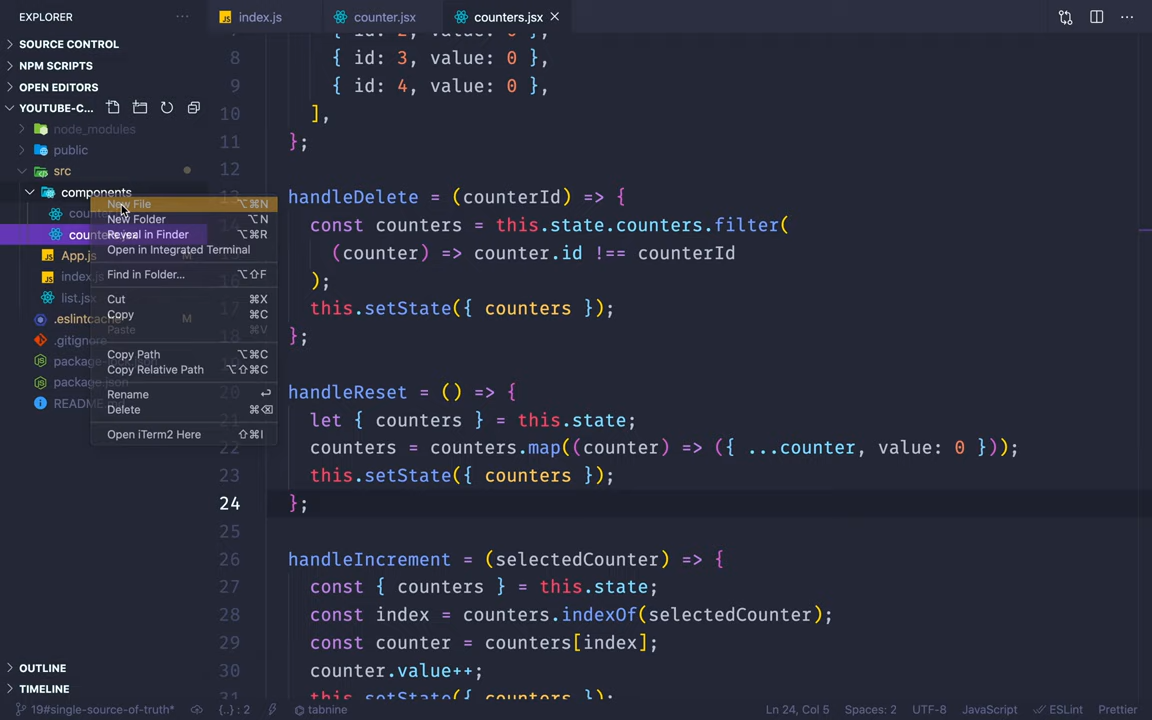 EXPLORER
SOURCE CONTROL
NPM SCRIPTS
OPEN EDITORS
YOUTUBE-C...
node_modules
public
src
components
App.js
index.js
list.jsx
.eslintcache M
.gitignore
package.json
New File ⌥⌘N
New Folder ⌥N
Reveal in Finder ⌥⌘R
Open in Integrated Terminal
Find in Folder... ⌥⇧F
Cut ⌘X
Copy ⌘C
Paste ⌘V
Copy Path ⌥⌘C
Copy Relative Path ⌥⇧⌘C
Rename ↩
Delete ⌘⌫
Open iTerm2 Here ⇧⌘I
OUTLINE
TIMELINE
index.js
counter.jsx
counters.jsx
8 { id: 3, value: 0 },
9 { id: 4, value: 0 },
10 ],
11 };
12
handleDelete = (counterId) => {
const counters = this.state.counters.filter(
(counter) => counter.id !== counterId
);
this.setState({ counters });
};
handleReset = () => {
let { counters } = this.state;
counters = counters.map((counter) => ({ ...counter, value: 0 }));
23 this.setState({ counters });
24 };
25
26 handleIncrement = (selectedCounter) => {
27 const { counters } = this.state;
28 const index = counters.indexOf(selectedCounter);
29 const counter = counters[index];
30 counter.value++;
31 this.setState({ counters });
19#single-source-of-truth* {..} : 2 tabnine Ln 24, Col 5 Spaces: 2 UTF-8 JavaScript ESLint Prettier